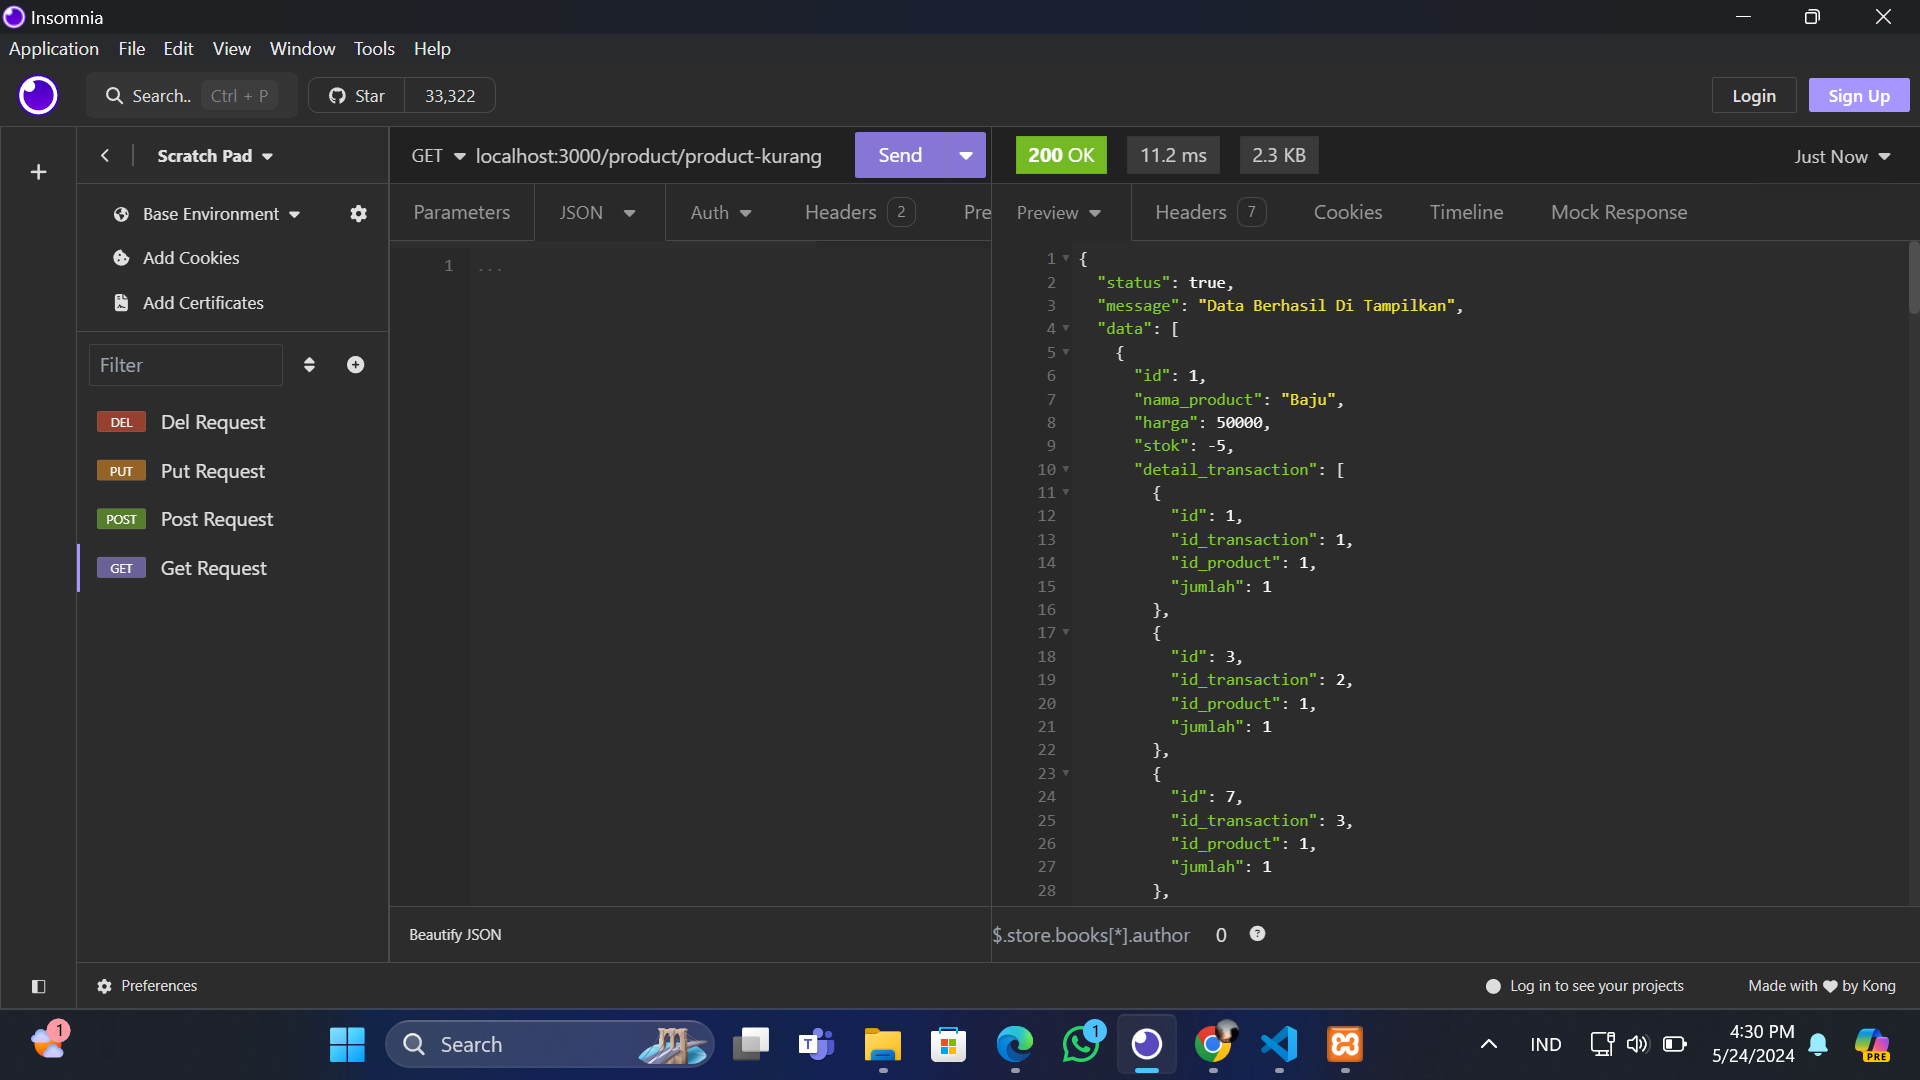 Insomnia
Application File Edit View Window Tools Help
Search.. Ctrl + P Star 33,322 Login Sign Up
Scratch Pad
GET localhost:3000/product/product-kurang Send 200 OK 11.2 ms 2.3 KB Just Now
Base Environment
Add Cookies
Add Certificates
Parameters JSON Auth Headers 2 Pre
Preview Headers 7 Cookies Timeline Mock Response
Filter
DEL Del Request
PUT Put Request
POST Post Request
GET Get Request
1 ...
1 {
2 "status": true,
3 "message": "Data Berhasil Di Tampilkan",
4 "data": [
5 {
6 "id": 1,
7 "nama_product": "Baju",
8 "harga": 50000,
9 "stok": -5,
10 "detail_transaction": [
11 {
12 "id": 1,
13 "id_transaction": 1,
14 "id_product": 1,
15 "jumlah": 1
16 },
17 {
18 "id": 3,
19 "id_transaction": 2,
20 "id_product": 1,
21 "jumlah": 1
22 },
23 {
24 "id": 7,
25 "id_transaction": 3,
26 "id_product": 1,
27 "jumlah": 1
28 },
Beautify JSON
$.store.books[*].author 0 ?
Preferences
Log in to see your projects Made with ❤ by Kong
1 Search T 1 IND 4:30 PM
5/24/2024
PRE